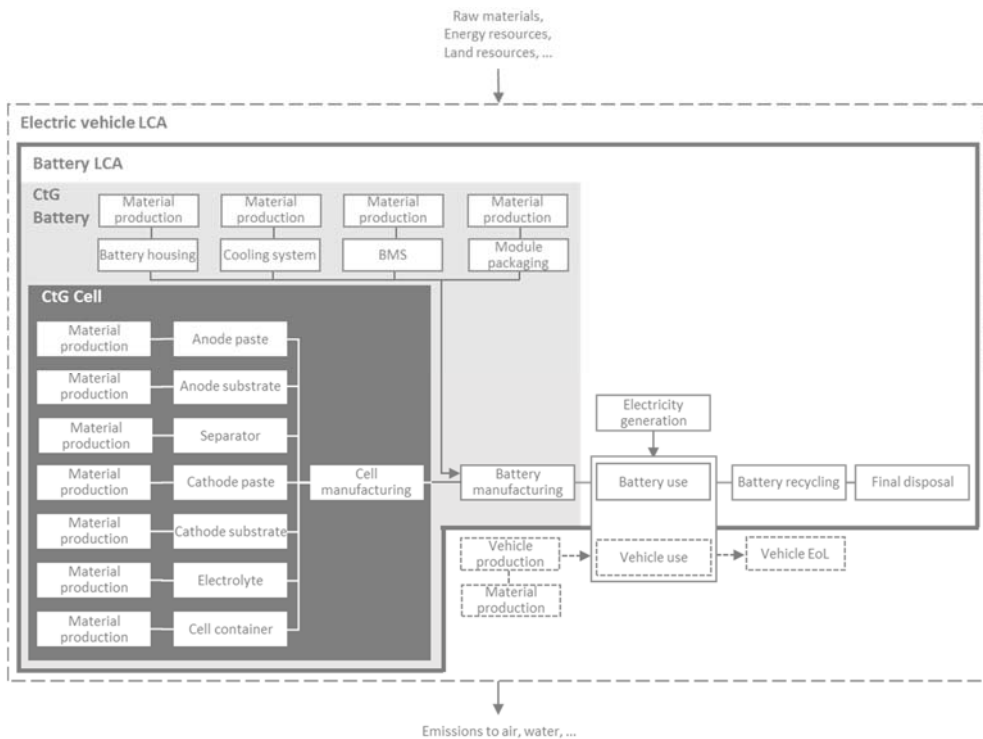 Raw materials,
Energy resources,
Land resources, ...
Electric vehicle LCA
Battery LCA
CtG
Battery
Material
production
Material
production
Material
production
Material
production
Battery housing
Cooling system
BMS
Module
packaging
CtG Cell
Material
production
Anode paste
Material
production
Anode substrate
Material
production
Separator
Material
production
Cathode paste
Material
production
Cathode substrate
Material
production
Electrolyte
Material
production
Cell container
Cell
manufacturing
Battery
manufacturing
Electricity
generation
Battery use
Battery recycling
Final disposal
Vehicle
production
Material
production
Vehicle use
Vehicle EoL
Emissions to air, water, ...